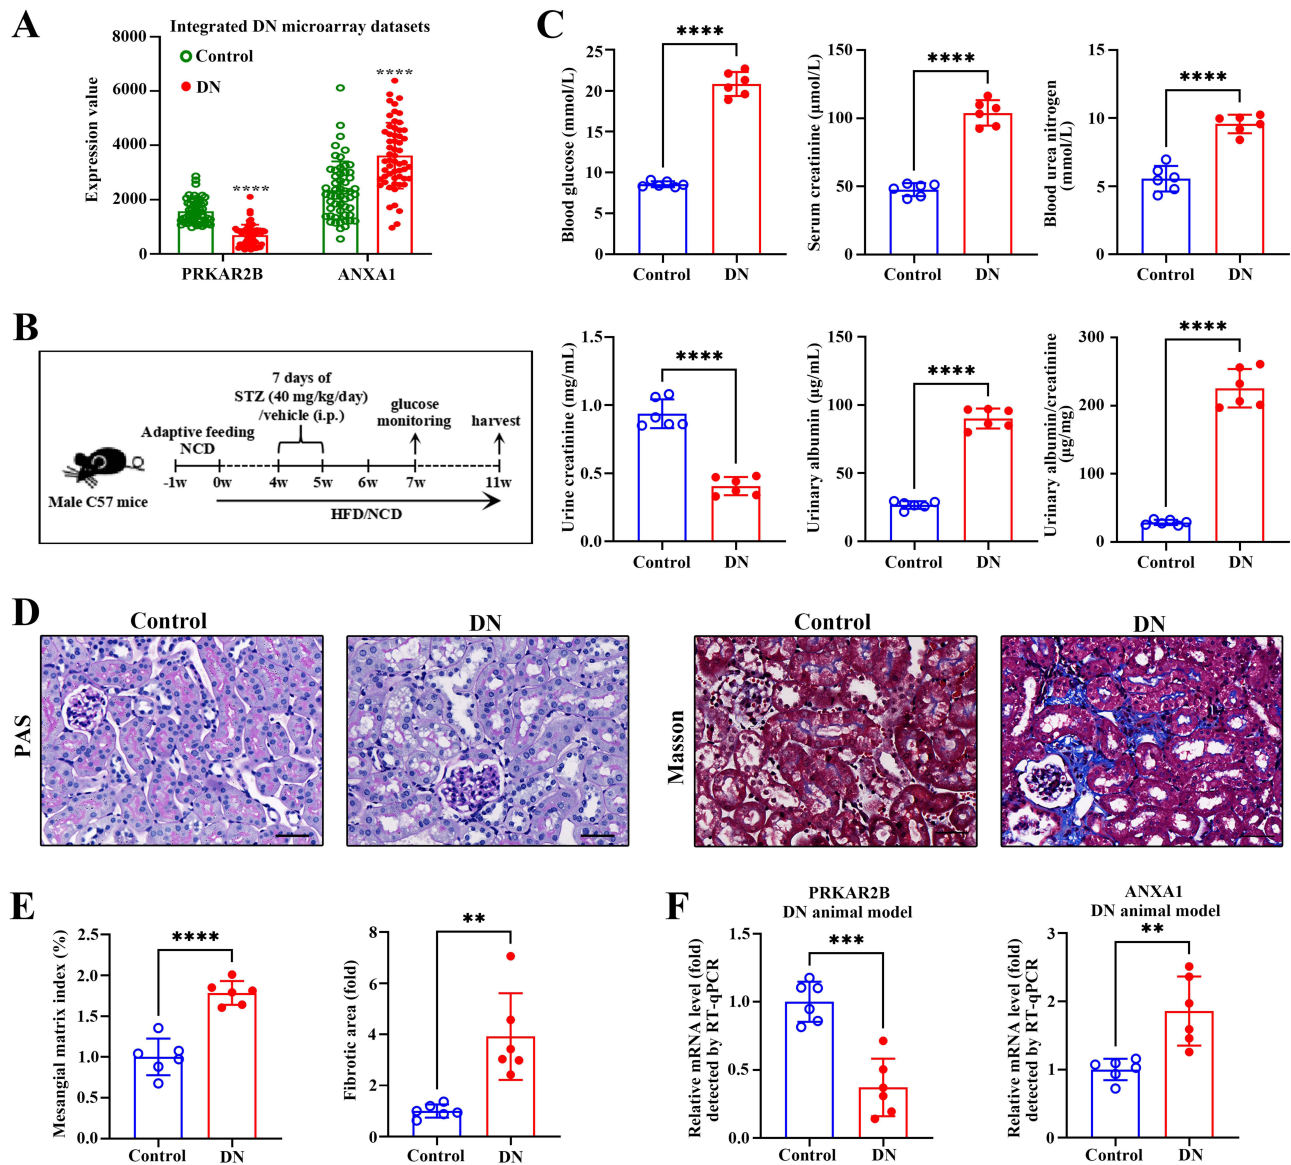 A
Integrated DN microarray datasets
Control
DN
Expression value
8000
6000
4000
2000
0
****
****
PRKAR2B
ANXA1
B
7 days of
STZ (40 mg/kg/day)
/vehicle (i.p.)
glucose
monitoring
harvest
Adaptive feeding
NCD
-1w
0w
4w
5w
6w
7w
11w
Male C57 mice
HFD/NCD
C
Blood glucose (mmol/L)
25
20
15
10
5
0
****
Control
DN
Serum creatinine (μmol/L)
150
100
50
0
****
Control
DN
Blood urea nitrogen
(mmol/L)
15
10
5
0
****
Control
DN
Urine creatinine (mg/mL)
1.5
1.0
0.5
0.0
****
Control
DN
Urinary albumin (μg/mL)
150
100
50
0
****
Control
DN
Urinary albumin/creatinine
(μg/mg)
300
200
100
0
****
Control
DN
D
Control
DN
PAS
Control
DN
Masson
E
Mesangial matrix index (%)
2.5
2.0
1.5
1.0
0.5
0.0
****
Control
DN
Fibrotic area (fold)
8
6
4
2
0
**
Control
DN
F
PRKAR2B
DN animal model
Relative mRNA level (fold)
detected by RT-qPCR
1.5
1.0
0.5
0.0
***
Control
DN
ANXA1
DN animal model
Relative mRNA level (fold)
detected by RT-qPCR
3
2
1
0
**
Control
DN